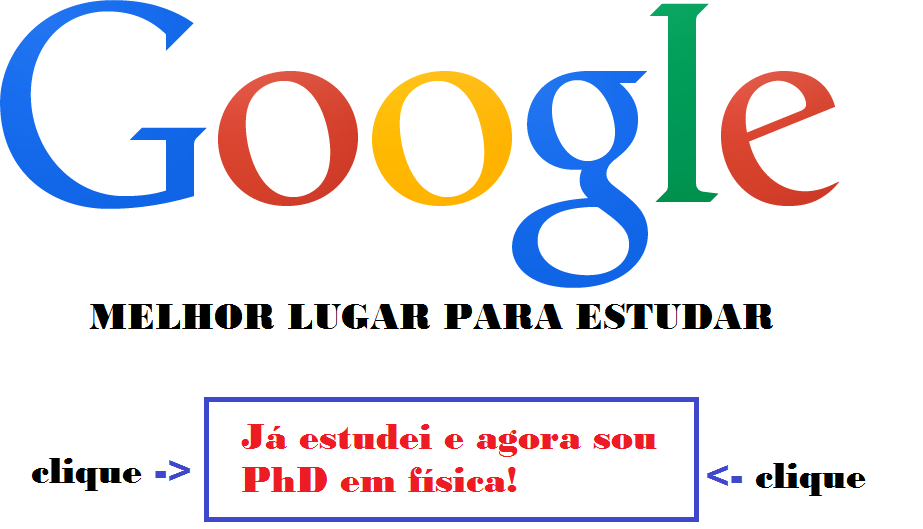 Google
MELHOR LUGAR PARA ESTUDAR
Já estudei e agora sou
PhD em física!
clique ->
<- clique